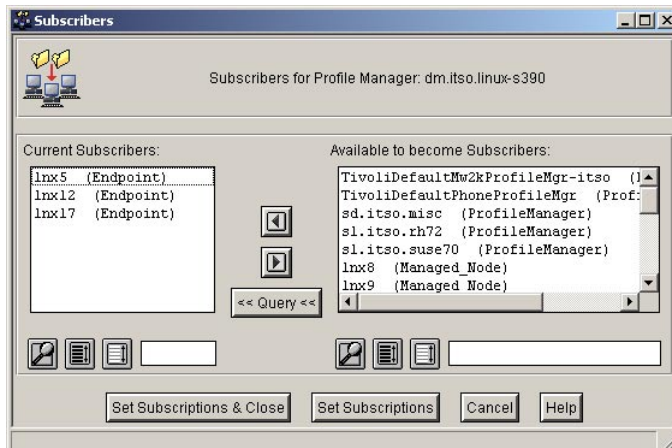 Subscribers
Subscribers for Profile Manager: dm.itso.linux-s390
Current Subscribers:
lnx5 (Endpoint)
lnx12 (Endpoint)
lnx17 (Endpoint)
<< Query <<
Available to become Subscribers:
TivoliDefaultMw2kProfileMgr-itso
TivoliDefaultPhoneProfileMgr (Prof
sd.itso.misc (ProfileManager)
sl.itso.rh72 (ProfileManager)
sl.itso.suse70 (ProfileManager)
lnx8 (Managed_Node)
lnx9 (Managed_Node)
Set Subscriptions & Close
Set Subscriptions
Cancel
Help